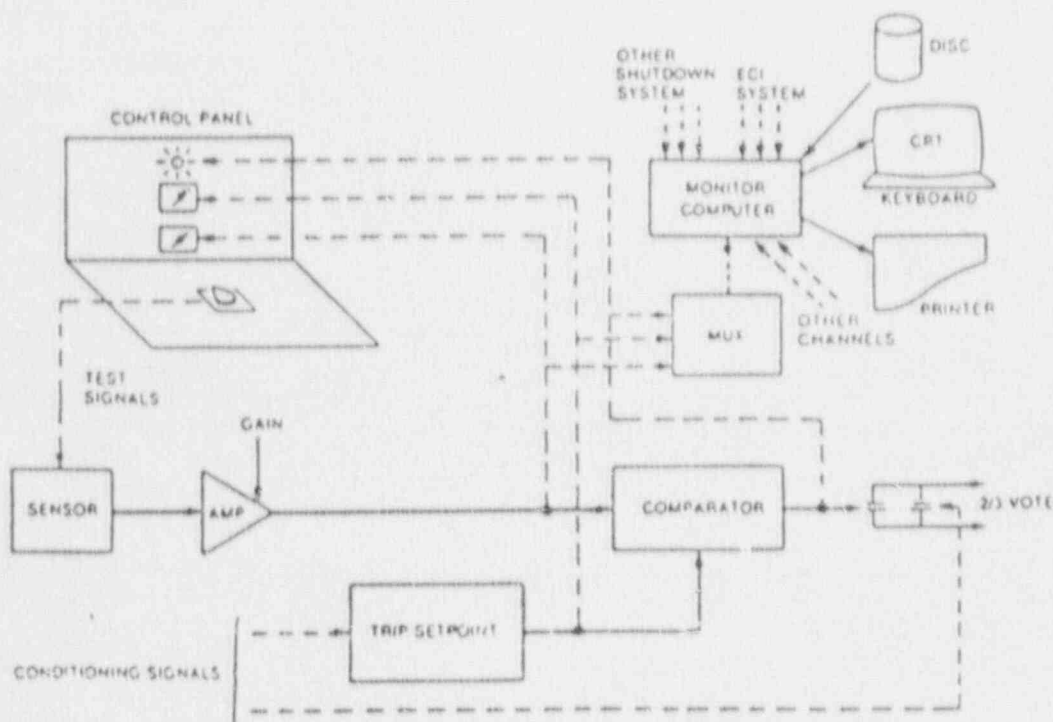 OTHER
SHUTDOWN
SYSTEM
ECI
SYSTEM
DISC
CONTROL PANEL
CRT
MONITOR
COMPUTER
KEYBOARD
MUX
OTHER
CHANNELS
PRINTER
TEST
SIGNALS
GAIN
SENSOR
AMP
COMPARATOR
2/3 VOTE
TRIP SETPOINT
CONDITIONING SIGNALS